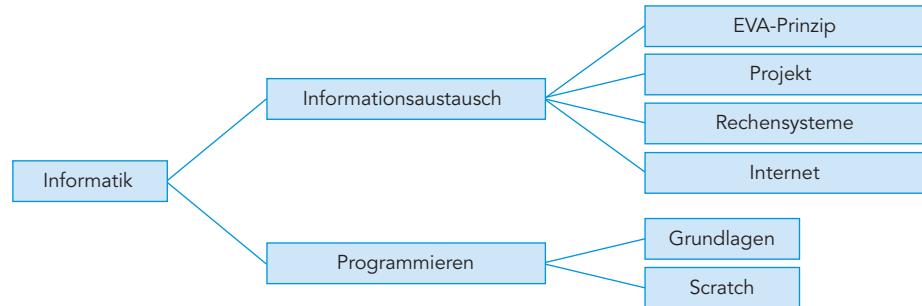 EVA-Prinzip
Projekt
Informationsaustausch
Rechensysteme
Internet
Informatik
Grundlagen
Programmieren
Scratch